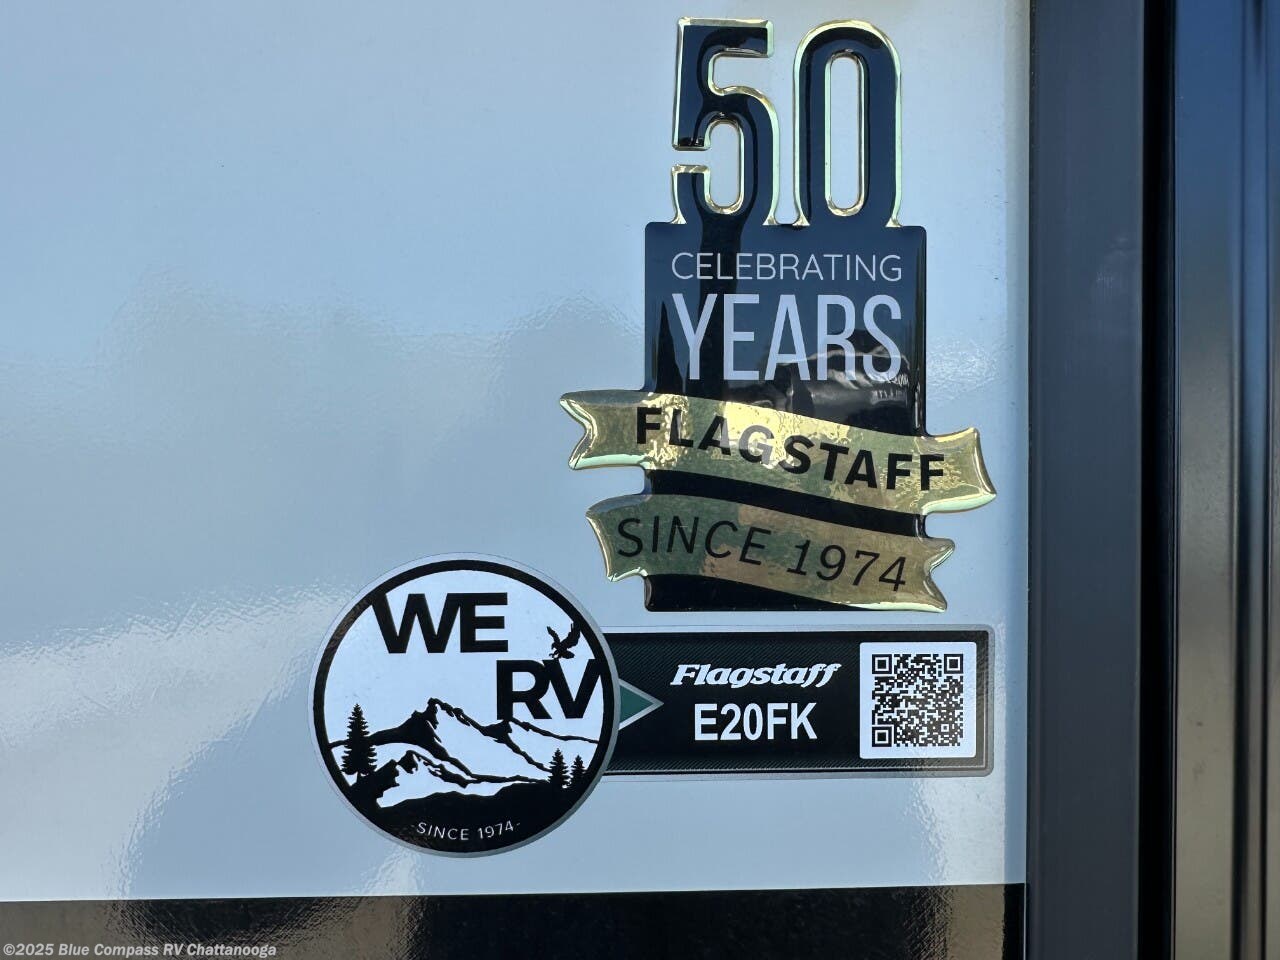 50
CELEBRATING
YEARS
FLAGSTAFF
SINCE 1974
WE
RV
-SINCE 1974-
Flagstaff
E20FK
©2025 Blue Compass RV Chattanooga